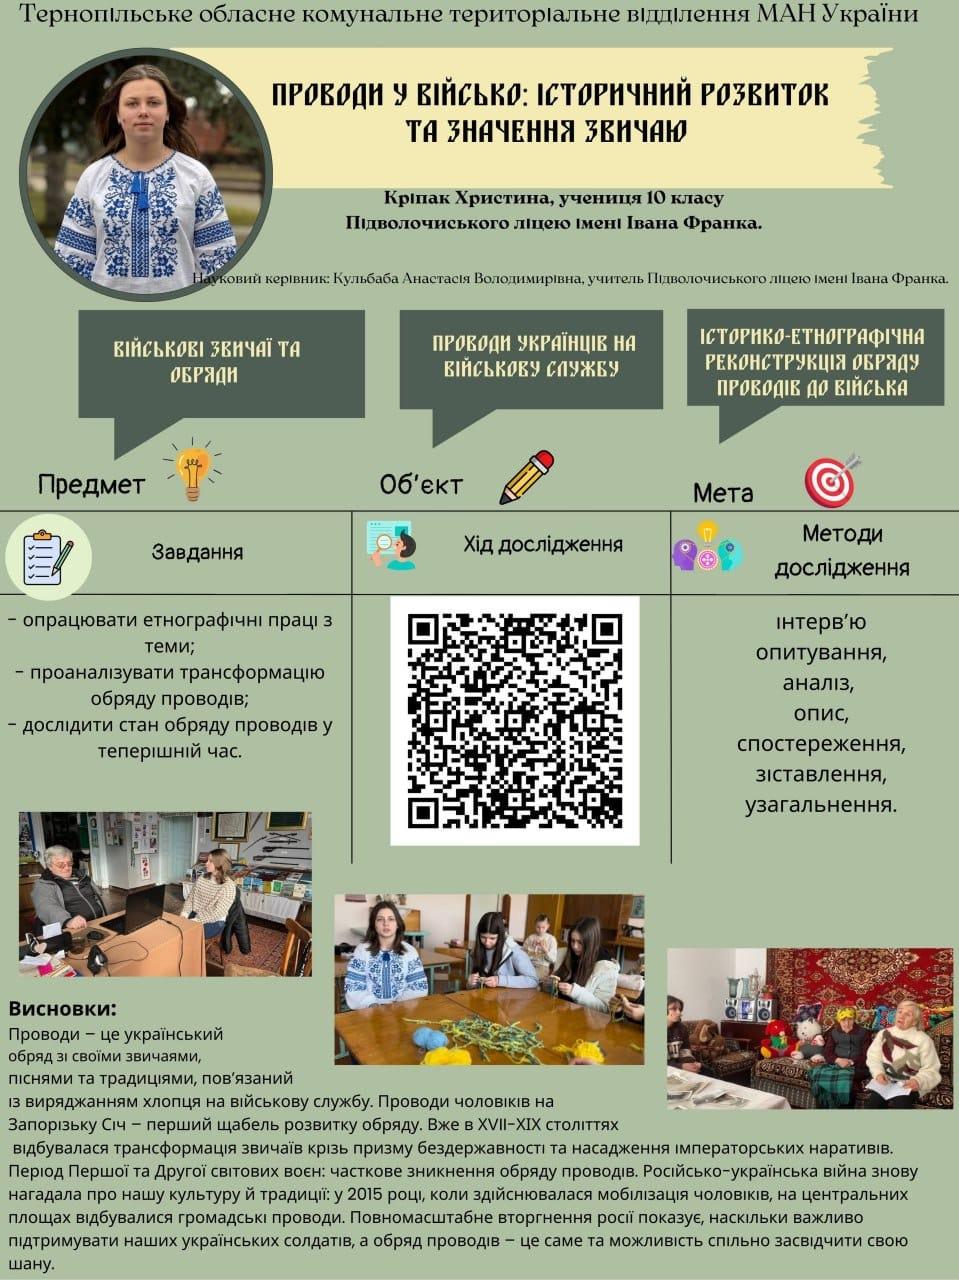 Тернопільське обласне комунальне територіальне відділення МАН України
ПРОВОДИ У ВІЙСЬКО: ІСТОРИЧНИЙ РОЗВИТОК
ТА ЗНАЧЕННЯ ЗВИЧАЮ
Кріпак Христина, учениця 10 класу
Підволочиського ліцею імені Івана Франка.
Науковий керівник: Кульбаба Анастасія Володимирівна, учитель Підволочиського ліцею імені Івана Франка.
ВІЙСЬКОВІ ЗВИЧАЇ ТА
ОБРЯДИ
Предмет
ПРОВОДИ УКРАЇНЦІВ НА
ВІЙСЬКОВУ СЛУЖБУ
Об'єкт
ІСТОРИКО-ЕТНОГРАФІЧНА
РЕКОНСТРУКЦІЯ ОБРЯДУ
ПРОВОДІВ ДО ВІЙСЬКА
Мета
Завдання
– опрацювати етнографічні праці з
теми;
– проаналізувати трансформацію
обряду проводів;
– дослідити стан обряду проводів у
теперішній час.
Хід дослідження
Методи
дослідження
інтерв’ю
опитування,
аналіз,
опис,
спостереження,
зіставлення,
узагальнення.
Висновки:
Проводи – це український
обряд зі своїми звичаями,
піснями та традиціями, пов’язаний
із виряджанням хлопця на військову службу. Проводи чоловіків на
Запорізьку Січ – перший щабель розвитку обряду. Вже в XVII-XIX століттях
відбувалася трансформація звичаїв крізь призму бездержавності та насадження імператорських наративів.
Період Першої та Другої світових воєн: часткове зникнення обряду проводів. Російсько-українська війна знову
нагадала про нашу культуру й традиції: у 2015 році, коли здійснювалася мобілізація чоловіків, на центральних
площах відбувалися громадські проводи. Повномасштабне вторгнення росії показує, наскільки важливо
підтримувати наших українських солдатів, а обряд проводів – це саме та можливість спільно засвідчити свою
шану.